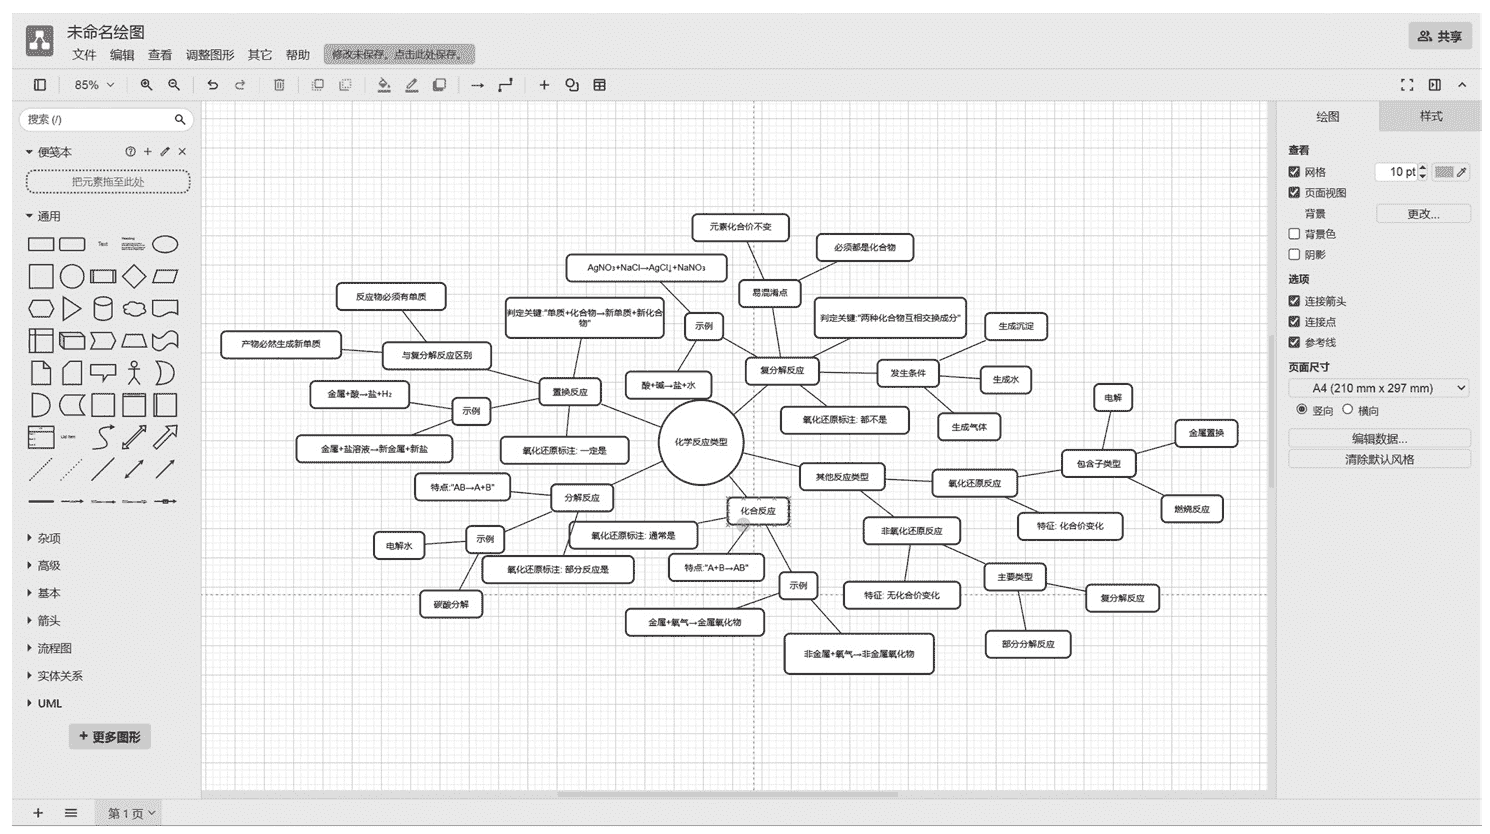 未命名绘图
文件 编辑 查看 调整图形 其它 帮助 修改未保存。点击此处保存。
共享
85%
搜索 (/)
便笺本
把元素拖至此处
通用
Text
Heading
List Item
杂项
高级
基本
箭头
流程图
实体关系
UML
+ 更多图形
第 1 页
元素化合价不变
必须都是化合物
AgNO₃+NaCl→AgCl↓+NaNO₃
易混淆点
反应物必须有单质
判定关键:"单质+化合物→新单质+新化合
物"
示例
判定关键:"两种化合物互相交换成分"
生成沉淀
产物必然生成新单质
与复分解反应区别
复分解反应
发生条件
生成水
酸+碱→盐+水
置换反应
金属+酸→盐+H₂
示例
电解
氧化还原标注: 都不是
生成气体
金属置换
化学反应类型
金属+盐溶液→新金属+新盐
氧化还原标注: 一定是
包含子类型
其他反应类型
氧化还原反应
特点:"AB→A+B"
分解反应
化合反应
燃烧反应
特征: 化合价变化
非氧化还原反应
氧化还原标注: 通常是
电解水
示例
氧化还原标注: 部分反应是
特点:"A+B→AB"
主要类型
示例
特征: 无化合价变化
复分解反应
碳酸分解
金属+氧气→金属氧化物
部分分解反应
非金属+氧气→非金属氧化物
绘图 样式
查看
网格 10 pt
页面视图
背景 更改...
背景色
阴影
选项
连接箭头
连接点
参考线
页面尺寸
A4 (210 mm x 297 mm)
竖向 横向
编辑数据...
清除默认风格